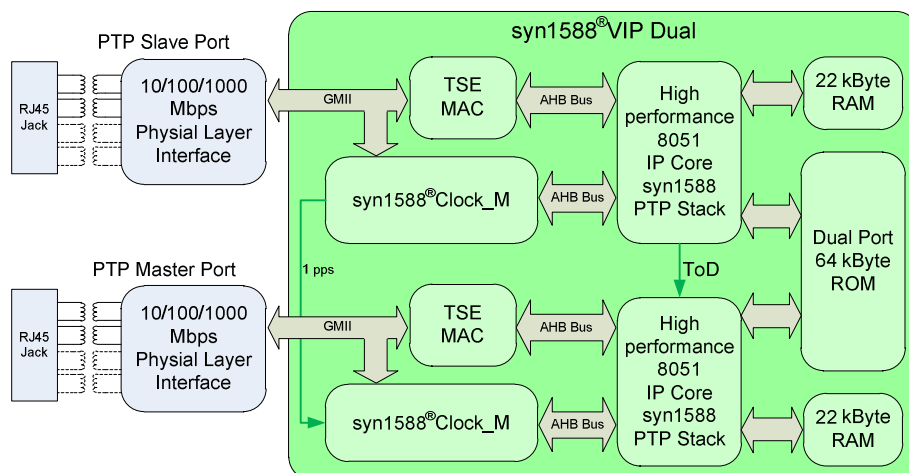 syn1588®VIP Dual
PTP Slave Port
RJ45
Jack
10/100/1000
Mbps
Physial Layer
Interface
GMII
TSE
MAC
AHB Bus
High
performance
8051
IP Core
syn1588
PTP Stack
22 kByte
RAM
syn1588®Clock_M
AHB Bus
Dual Port
64 kByte
ROM
1 pps
ToD
PTP Master Port
RJ45
Jack
10/100/1000
Mbps
Physial Layer
Interface
GMII
TSE
MAC
AHB Bus
High
performance
8051
IP Core
syn1588
PTP Stack
syn1588®Clock_M
AHB Bus
22 kByte
RAM